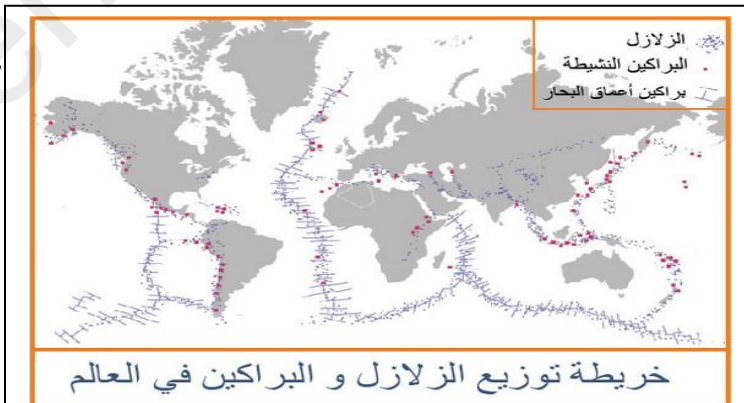 الزلازل
البراكين النشيطة
براكين أعماق البحار
خريطة توزيع الزلازل و البراكين في العالم